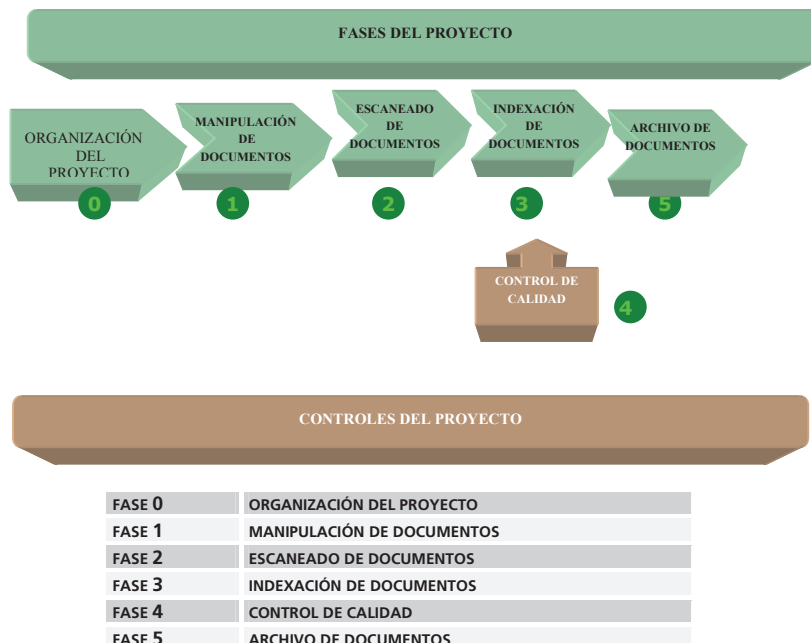 FASES DEL PROYECTO
ORGANIZACIÓN
DEL
PROYECTO
0
MANIPULACIÓN
DE
DOCUMENTOS
1
ESCANEADO
DE
DOCUMENTOS
2
INDEXACIÓN
DE
DOCUMENTOS
3
ARCHIVO DE
DOCUMENTOS
5
CONTROL DE
CALIDAD
4
CONTROLES DEL PROYECTO
FASE 0 ORGANIZACIÓN DEL PROYECTO
FASE 1 MANIPULACIÓN DE DOCUMENTOS
FASE 2 ESCANEADO DE DOCUMENTOS
FASE 3 INDEXACIÓN DE DOCUMENTOS
FASE 4 CONTROL DE CALIDAD
FASE 5 ARCHIVO DE DOCUMENTOS